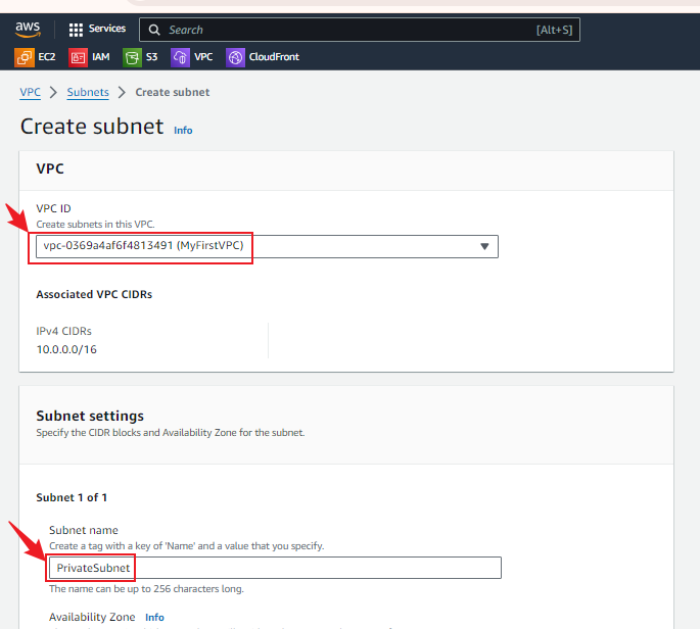 aws Services Search [Alt+S]
EC2 IAM S3 VPC CloudFront
VPC > Subnets > Create subnet
Create subnet Info
VPC
VPC ID
Create subnets in this VPC.
vpc-0369a4af6f4813491 (MyFirstVPC)
Associated VPC CIDRs
IPv4 CIDRs
10.0.0.0/16
Subnet settings
Specify the CIDR blocks and Availability Zone for the subnet.
Subnet 1 of 1
Subnet name
Create a tag with a key of 'Name' and a value that you specify.
PrivateSubnet
The name can be up to 256 characters long.
Availability Zone Info